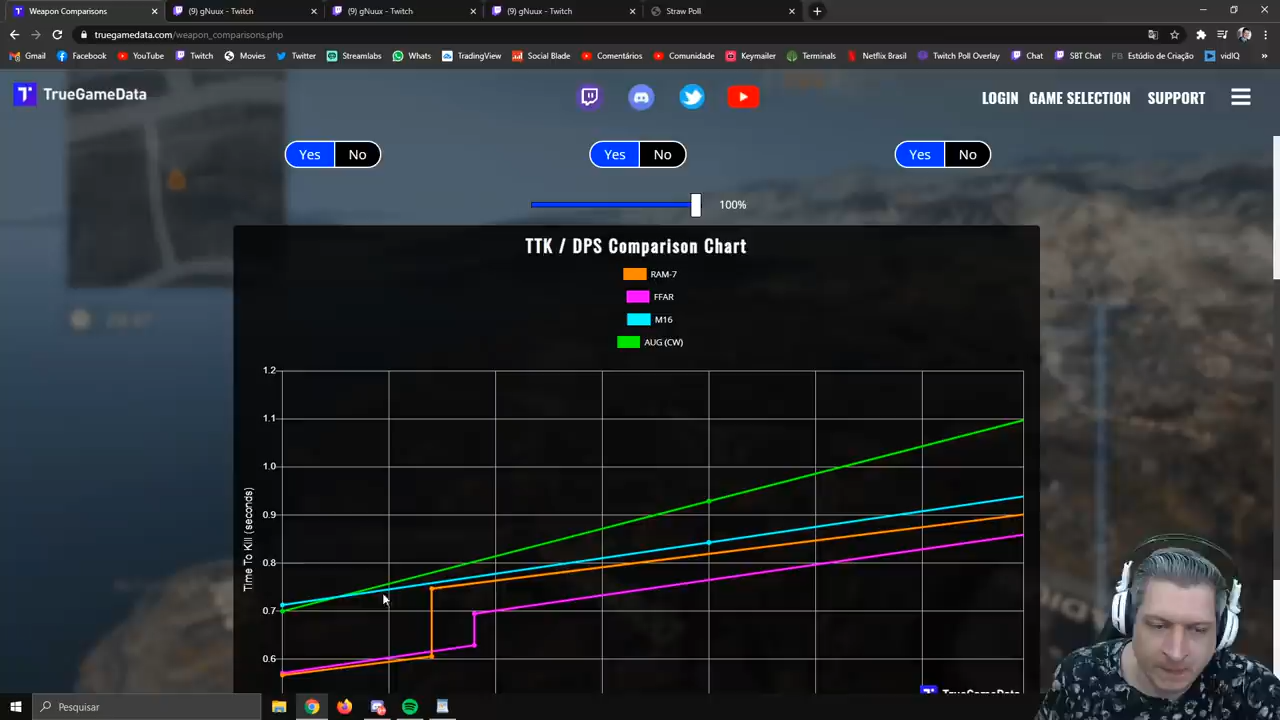 Weapon Comparisons
(9) gNuux - Twitch
(9) gNuux - Twitch
(9) gNuux - Twitch
Straw Poll
truegamedata.com/weapon_comparisons.php
Gmail
Facebook
YouTube
Twitch
Movies
Twitter
Streamlabs
Whats
TradingView
Social Blade
Comentários
Comunidade
Keymailer
Terminals
Netflix Brasil
Twitch Poll Overlay
Chat
SBT Chat
Estúdio de Criação
vidIQ
TrueGameData
LOGIN
GAME SELECTION
SUPPORT
Yes No
Yes No
Yes No
100%
TTK / DPS Comparison Chart
RAM-7
FFAR
M16
AUG (CW)
Time To Kill (seconds)
1.2
1.1
1.0
0.9
0.8
0.7
0.6
TrueGameData
Pesquisar